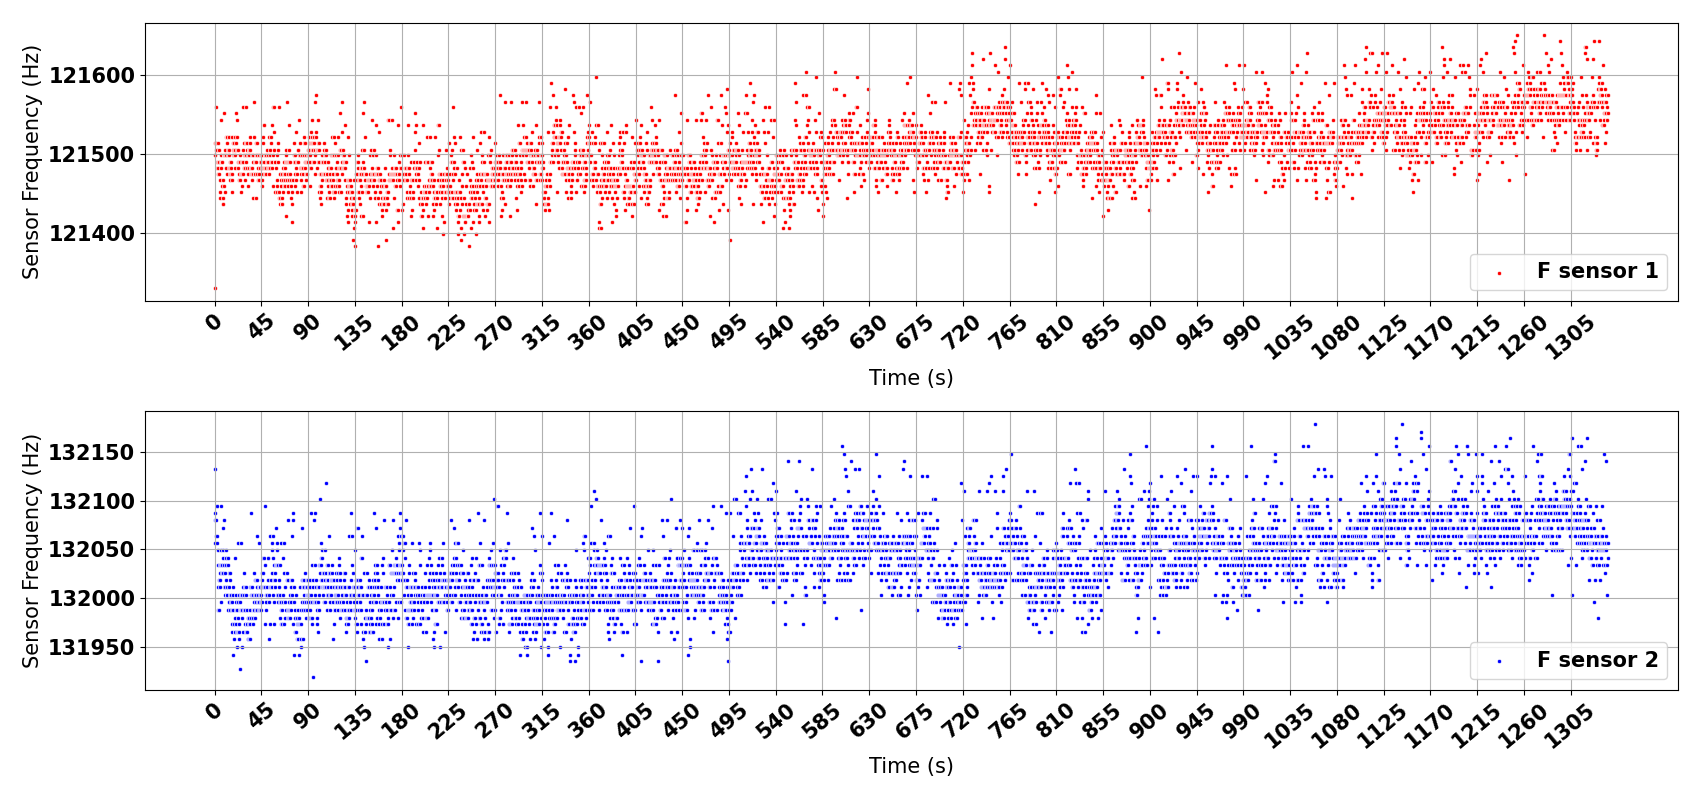 Sensor Frequency (Hz)
121600
121500
121400
F sensor 1
0 45 90 135 180 225 270 315 360 405 450 495 540 585 630 675 720 765 810 855 900 945 990 1035 1080 1125 1170 1215 1260 1305
Time (s)
Sensor Frequency (Hz)
132150
132100
132050
132000
131950
F sensor 2
0 45 90 135 180 225 270 315 360 405 450 495 540 585 630 675 720 765 810 855 900 945 990 1035 1080 1125 1170 1215 1260 1305
Time (s)